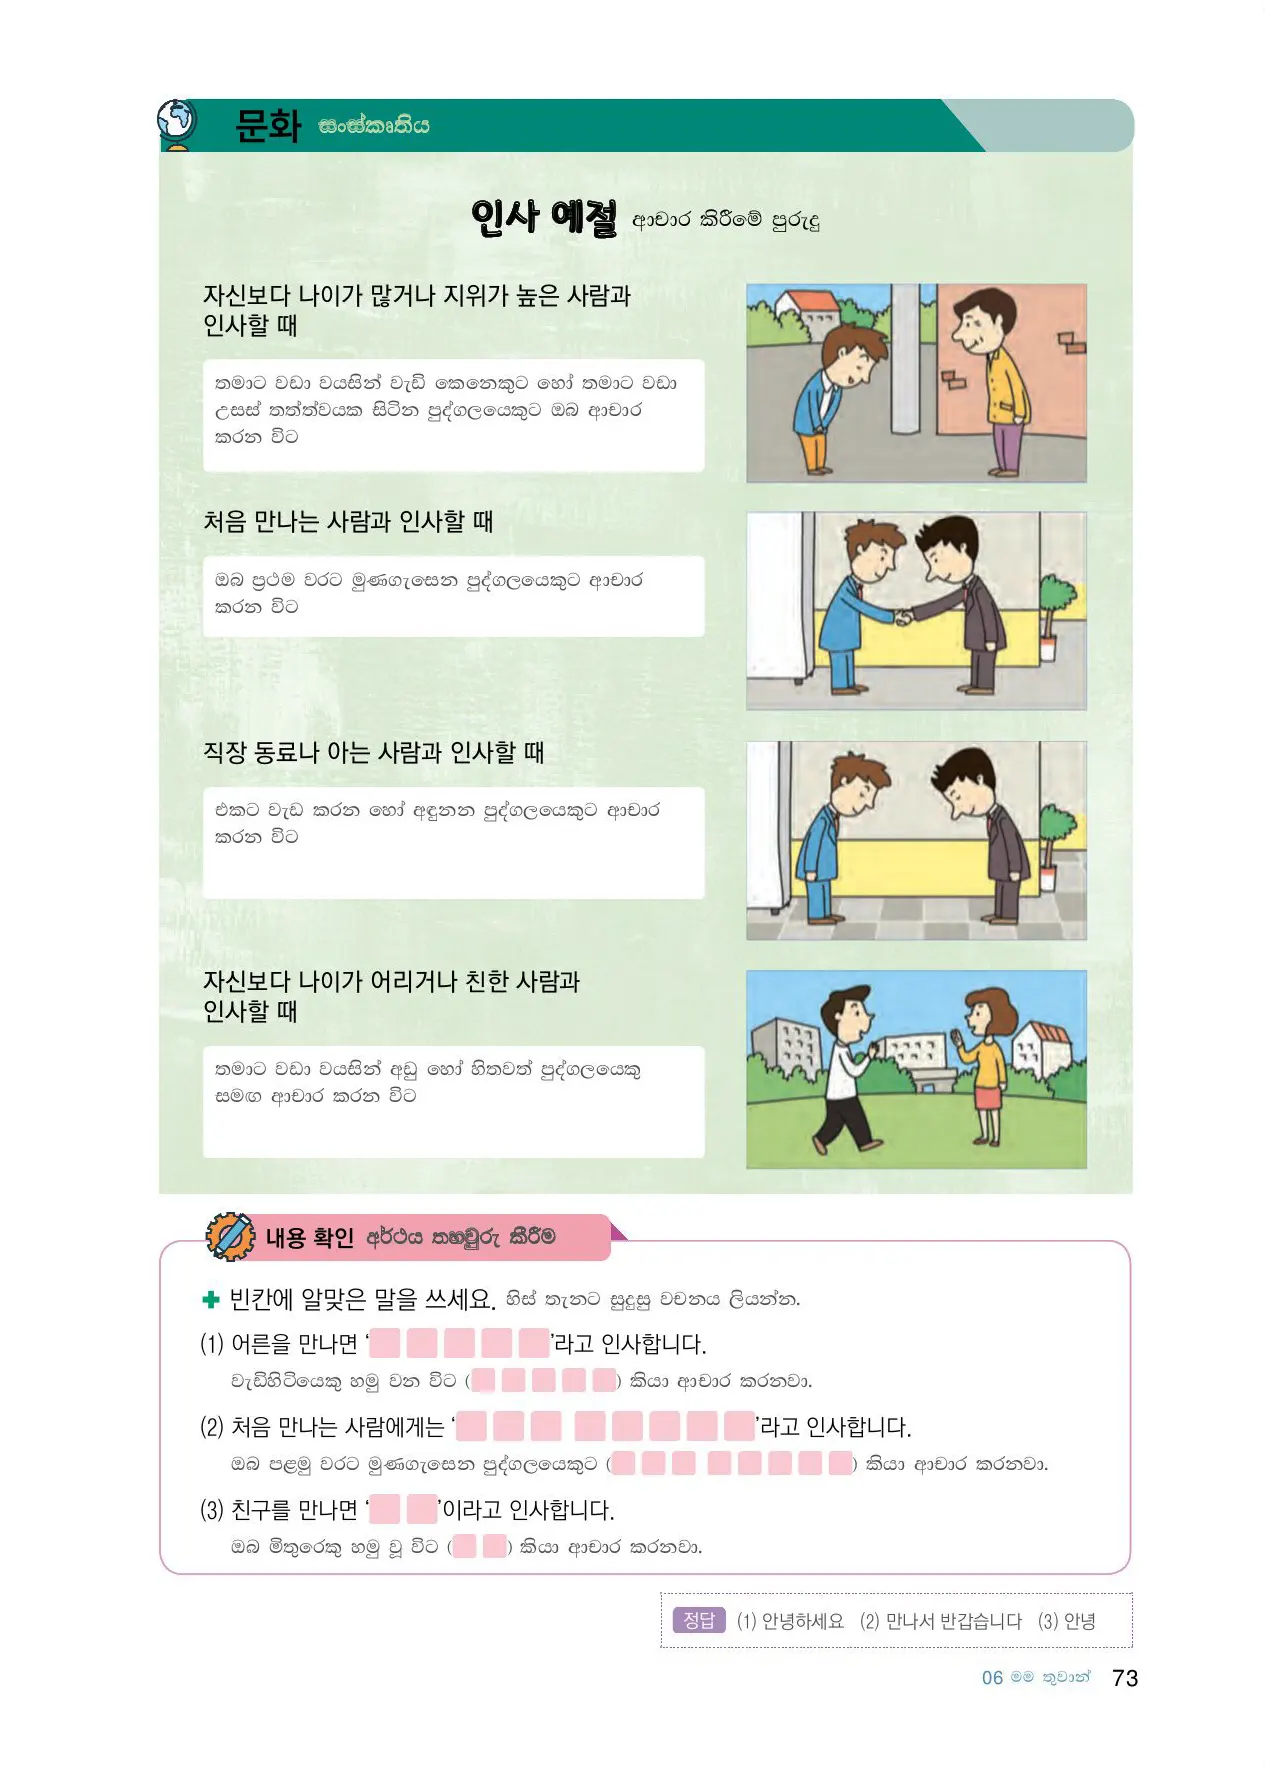 문화 සංස්කෘතිය
인사 예절 ආචාර කිරීමේ පුරුදු
자신보다 나이가 많거나 지위가 높은 사람과
인사할 때
තමාට වඩා වයසින් වැඩි කෙනෙකුට හෝ තමාට වඩා
උසස් තත්ත්වයක සිටින පුද්ගලයෙකුට ඔබ ආචාර
කරන විට
처음 만나는 사람과 인사할 때
ඔබ ප්‍රථම වරට මුණගැසෙන පුද්ගලයෙකුට ආචාර
කරන විට
직장 동료나 아는 사람과 인사할 때
එකට වැඩ කරන හෝ අඳුනන පුද්ගලයෙකුට ආචාර
කරන විට
자신보다 나이가 어리거나 친한 사람과
인사할 때
තමාට වඩා වයසින් අඩු හෝ හිතවත් පුද්ගලයෙකු
සමඟ ආචාර කරන විට
내용 확인 අර්ථය තහවුරු කිරීම
빈칸에 알맞은 말을 쓰세요. හිස් තැනට සුදුසු වචනය ලියන්න.
(1) 어른을 만나면 ‘ ’라고 인사합니다.
වැඩිහිටියෙකු හමු වන විට ( ) කියා ආචාර කරනවා.
(2) 처음 만나는 사람에게는 ‘ ’라고 인사합니다.
ඔබ පළමු වරට මුණගැසෙන පුද්ගලයෙකුට ( ) කියා ආචාර කරනවා.
(3) 친구를 만나면 ‘ ’이라고 인사합니다.
ඔබ මිතුරෙකු හමු වූ විට ( ) කියා ආචාර කරනවා.
정답 (1) 안녕하세요 (2) 만나서 반갑습니다 (3) 안녕
06 මම තුවාන් 73